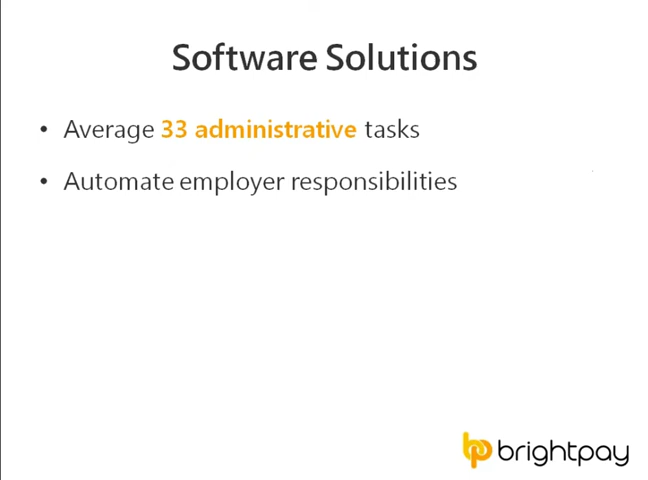 Software Solutions
• Average 33 administrative tasks
• Automate employer responsibilities
brightpay